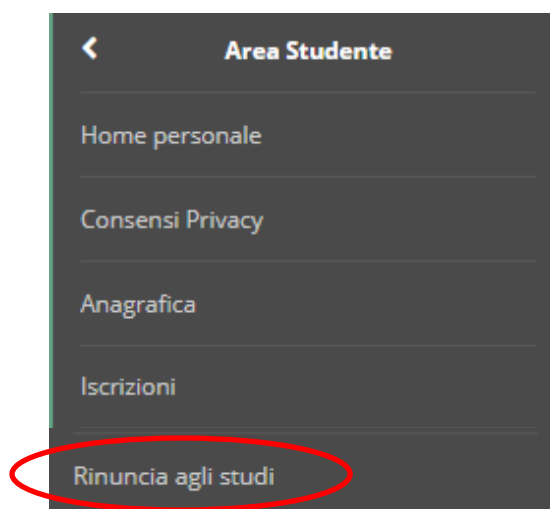 Area Studente
Home personale
Consensi Privacy
Anagrafica
Iscrizioni
Rinuncia agli studi